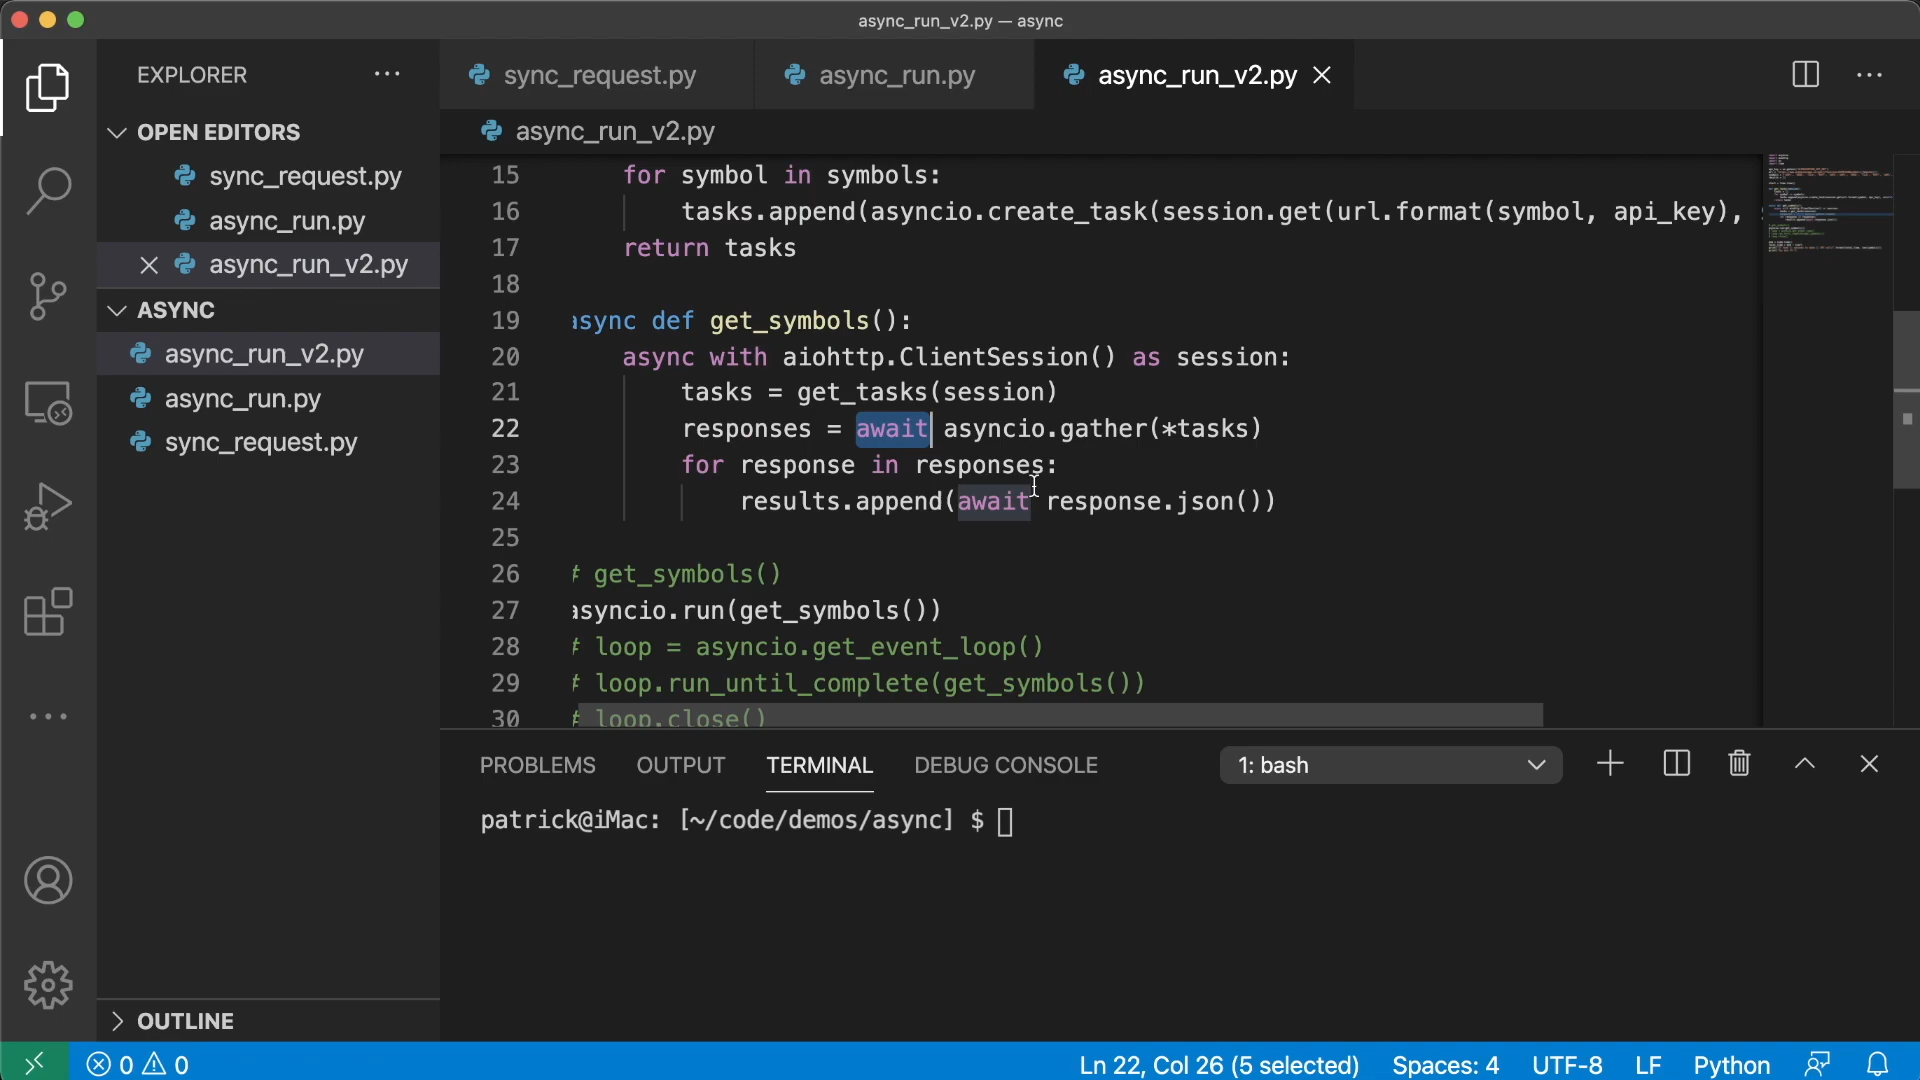 async_run_v2.py — async
EXPLORER
OPEN EDITORS
sync_request.py
async_run.py
async_run_v2.py
ASYNC
async_run_v2.py
async_run.py
sync_request.py
OUTLINE
sync_request.py
async_run.py
async_run_v2.py
async_run_v2.py
15 for symbol in symbols:
16 tasks.append(asyncio.create_task(session.get(url.format(symbol, api_key),
17 return tasks
18
19 async def get_symbols():
20 async with aiohttp.ClientSession() as session:
21 tasks = get_tasks(session)
22 responses = await asyncio.gather(*tasks)
23 for response in responses:
24 results.append(await response.json())
25
26 # get_symbols()
27 asyncio.run(get_symbols())
28 # loop = asyncio.get_event_loop()
29 # loop.run_until_complete(get_symbols())
30 # loop.close()
PROBLEMS OUTPUT TERMINAL DEBUG CONSOLE 1: bash
patrick@iMac: [~/code/demos/async] $
0 0 Ln 22, Col 26 (5 selected) Spaces: 4 UTF-8 LF Python